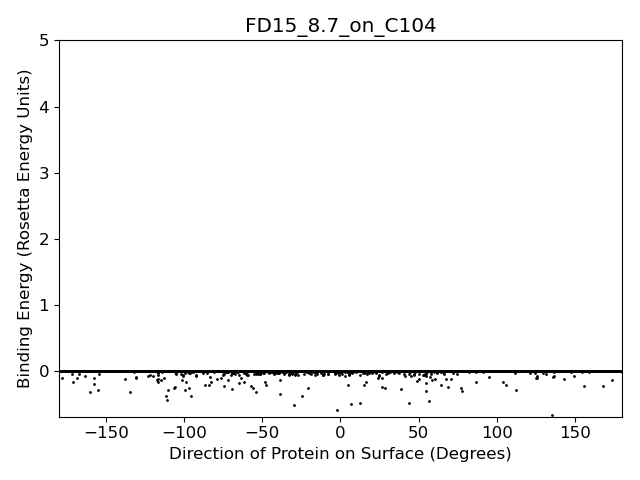 FD15_8.7_on_C104
Binding Energy (Rosetta Energy Units)
5
4
3
2
1
0
−150 −100 −50 0 50 100 150
Direction of Protein on Surface (Degrees)